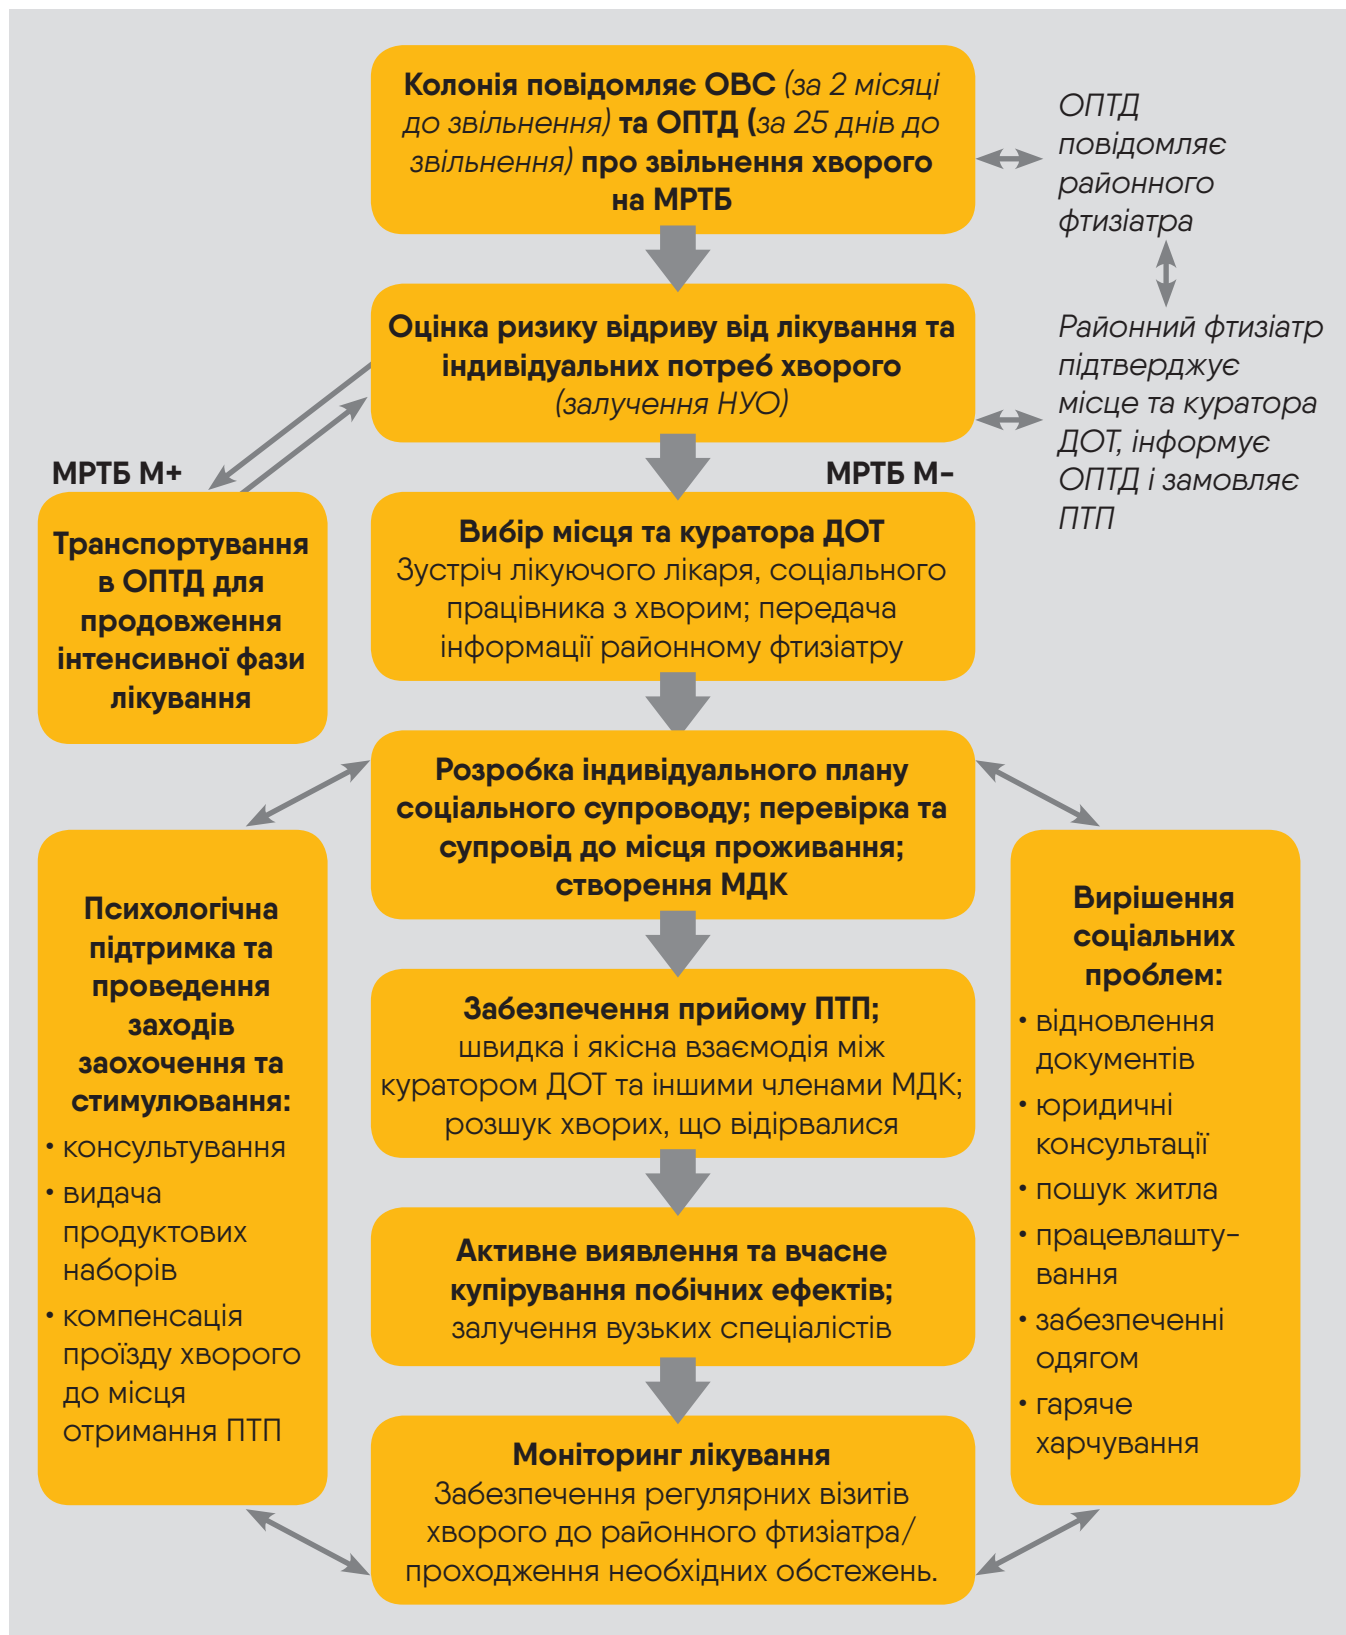 Колонія повідомляє ОВС (за 2 місяці
до звільнення) та ОПТД (за 25 днів до
звільнення) про звільнення хворого
на МРТБ
ОПТД
повідомляє
районного
фтизіатра
Оцінка ризику відриву від лікування та
індивідуальних потреб хворого
(залучення НУО)
Районний фтизіатр
підтверджує
місце та куратора
ДОТ, інформує
ОПТД і замовляє
ПТП
МРТБ М+
МРТБ М-
Транспортування
в ОПТД для
продовження
інтенсивної фази
лікування
Вибір місця та куратора ДОТ
Зустріч лікуючого лікаря, соціального
працівника з хворим; передача
інформації районному фтизіатру
Розробка індивідуального плану
соціального супроводу; перевірка та
супровід до місця проживання;
створення МДК
Психологічна
підтримка та
проведення
заходів
заохочення та
стимулювання:
• консультування
• видача
продуктових
наборів
• компенсація
проїзду хворого
до місця
отримання ПТП
Забезпечення прийому ПТП;
швидка і якісна взаємодія між
куратором ДОТ та іншими членами МДК;
розшук хворих, що відірвалися
Активне виявлення та вчасне
купірування побічних ефектів;
залучення вузьких спеціалістів
Моніторинг лікування
Забезпечення регулярних візитів
хворого до районного фтизіатра/
проходження необхідних обстежень.
Вирішення
соціальних
проблем:
• відновлення
документів
• юридичні
консультації
• пошук житла
• працевлашту-
вання
• забезпеченні
одягом
• гаряче
харчування